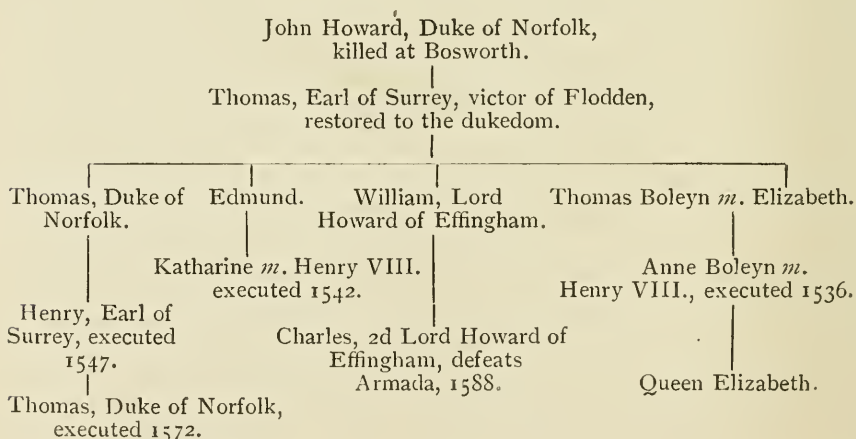 John Howard, Duke of Norfolk,
killed at Bosworth.
Thomas, Earl of Surrey, victor of Flodden,
restored to the dukedom.
Thomas, Duke of
Norfolk.
Edmund.
William, Lord
Howard of Effingham.
Thomas Boleyn m. Elizabeth.
Katharine m. Henry VIII.
executed 1542.
Anne Boleyn m.
Henry VIII., executed 1536.
Henry, Earl of
Surrey, executed
1547.
Charles, 2d Lord Howard of
Effingham, defeats
Armada, 1588.
Queen Elizabeth.
Thomas, Duke of Norfolk,
executed 1572.